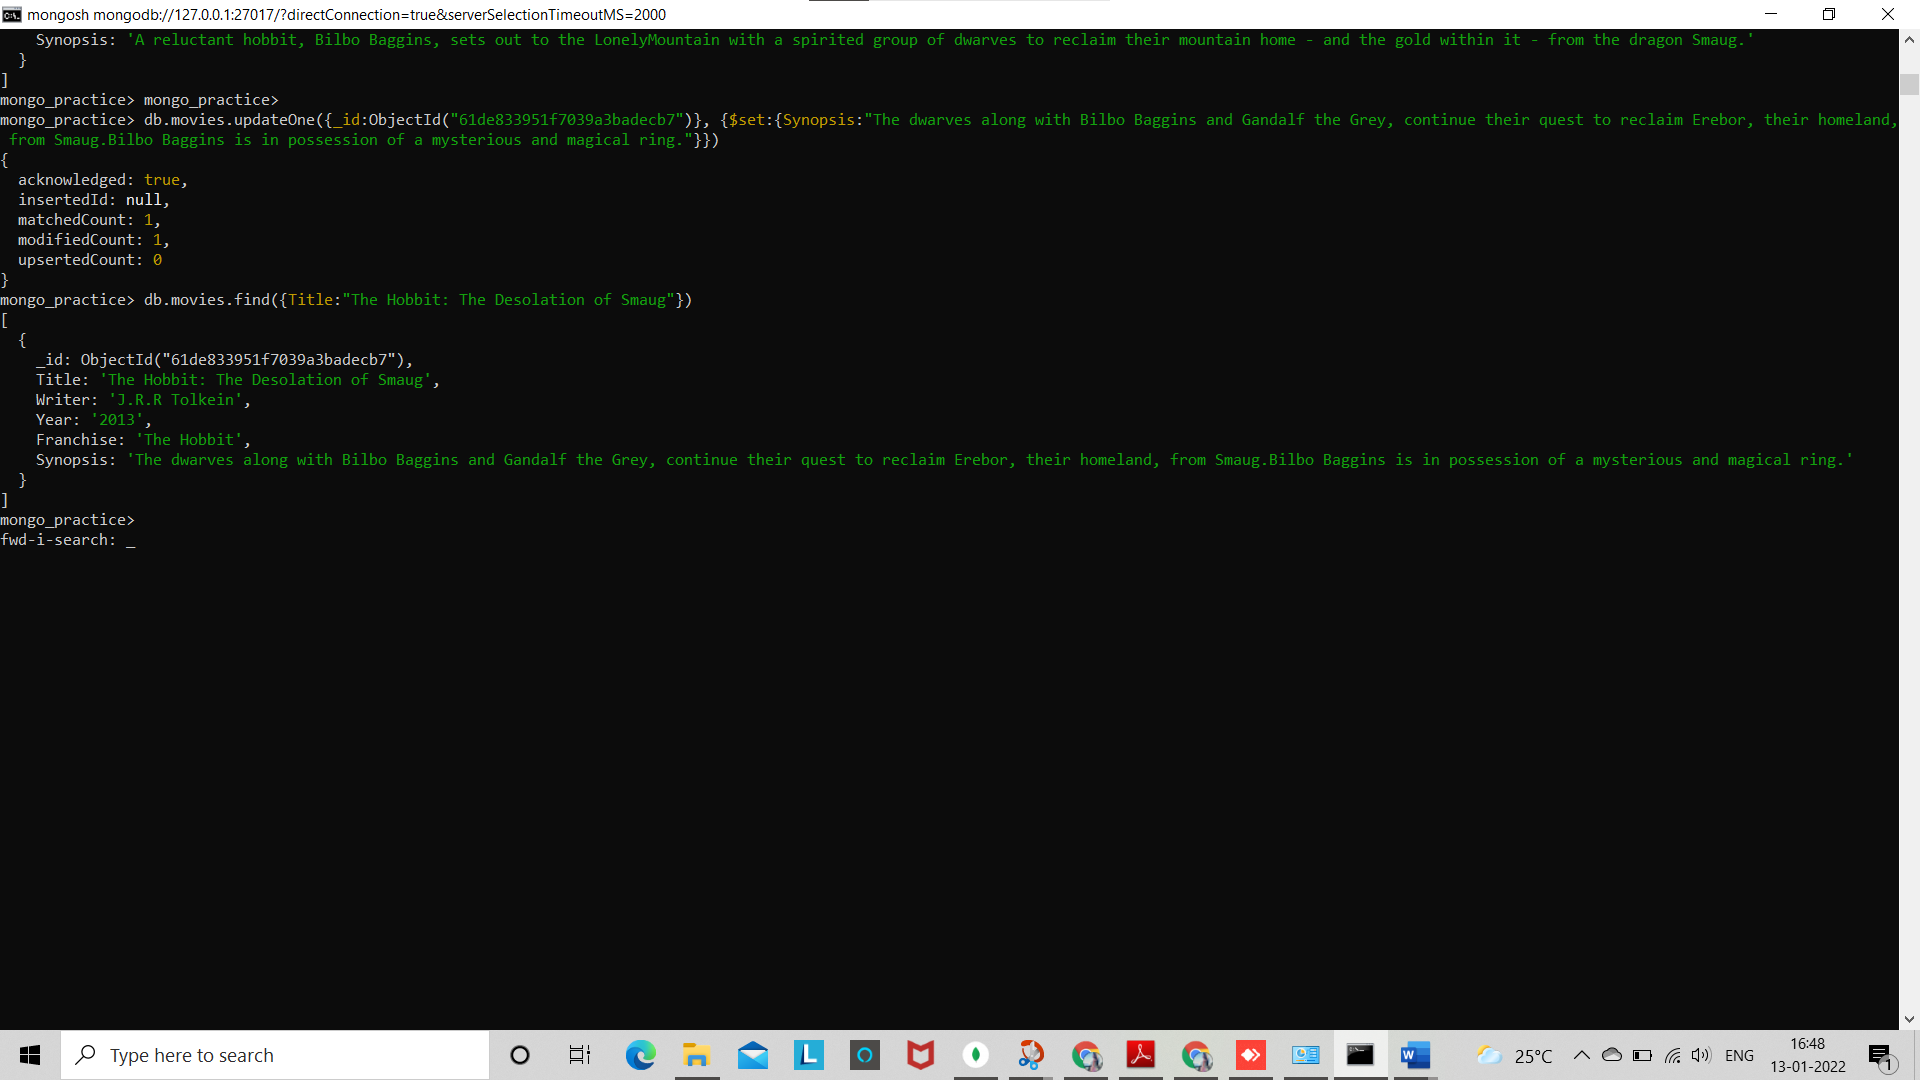 mongosh mongodb://127.0.0.1:27017/?directConnection=true&serverSelectionTimeoutMS=2000
    Synopsis: 'A reluctant hobbit, Bilbo Baggins, sets out to the LonelyMountain with a spirited group of dwarves to reclaim their mountain home - and the gold within it - from the dragon Smaug.'
  }
]
mongo_practice> mongo_practice>
mongo_practice> db.movies.updateOne({_id:ObjectId("61de833951f7039a3badecb7")}, {$set:{Synopsis:"The dwarves along with Bilbo Baggins and Gandalf the Grey, continue their quest to reclaim Erebor, their homeland,
 from Smaug.Bilbo Baggins is in possession of a mysterious and magical ring."}})
{
  acknowledged: true,
  insertedId: null,
  matchedCount: 1,
  modifiedCount: 1,
  upsertedCount: 0
}
mongo_practice> db.movies.find({Title:"The Hobbit: The Desolation of Smaug"})
[
  {
    _id: ObjectId("61de833951f7039a3badecb7"),
    Title: 'The Hobbit: The Desolation of Smaug',
    Writer: 'J.R.R Tolkein',
    Year: '2013',
    Franchise: 'The Hobbit',
    Synopsis: 'The dwarves along with Bilbo Baggins and Gandalf the Grey, continue their quest to reclaim Erebor, their homeland, from Smaug.Bilbo Baggins is in possession of a mysterious and magical ring.'
  }
]
mongo_practice>
fwd-i-search: _
Type here to search
L
W
25°C
ENG
16:48
13-01-2022
1